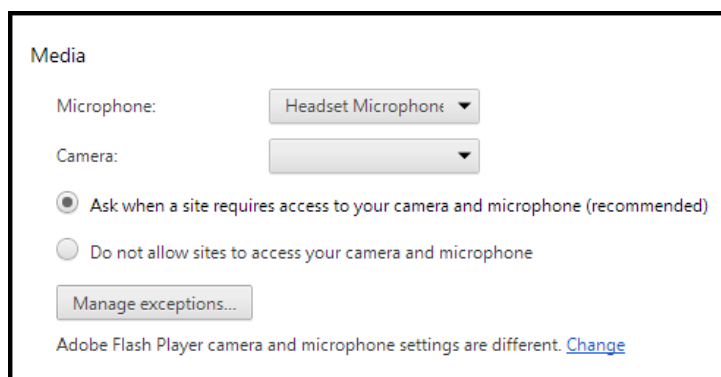 Media
Microphone: Headset Microphone
Camera:
Ask when a site requires access to your camera and microphone (recommended)
Do not allow sites to access your camera and microphone
Manage exceptions...
Adobe Flash Player camera and microphone settings are different. Change